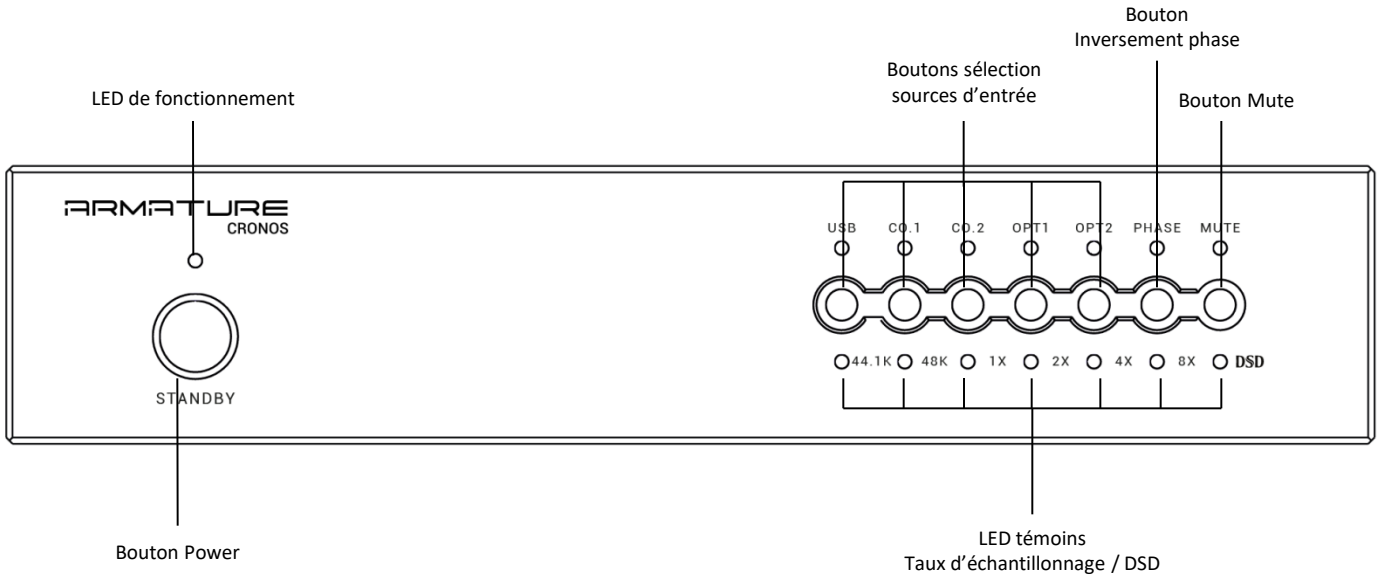 Bouton
Inversement phase
Boutons sélection
sources d'entrée
LED de fonctionnement
Bouton Mute
ARMATURE
CRONOS
USB CO.1 CO.2 OPT1 OPT2 PHASE MUTE
44.1K 48K 1X 2X 4X 8X DSD
STANDBY
Bouton Power
LED témoins
Taux d'échantillonnage / DSD